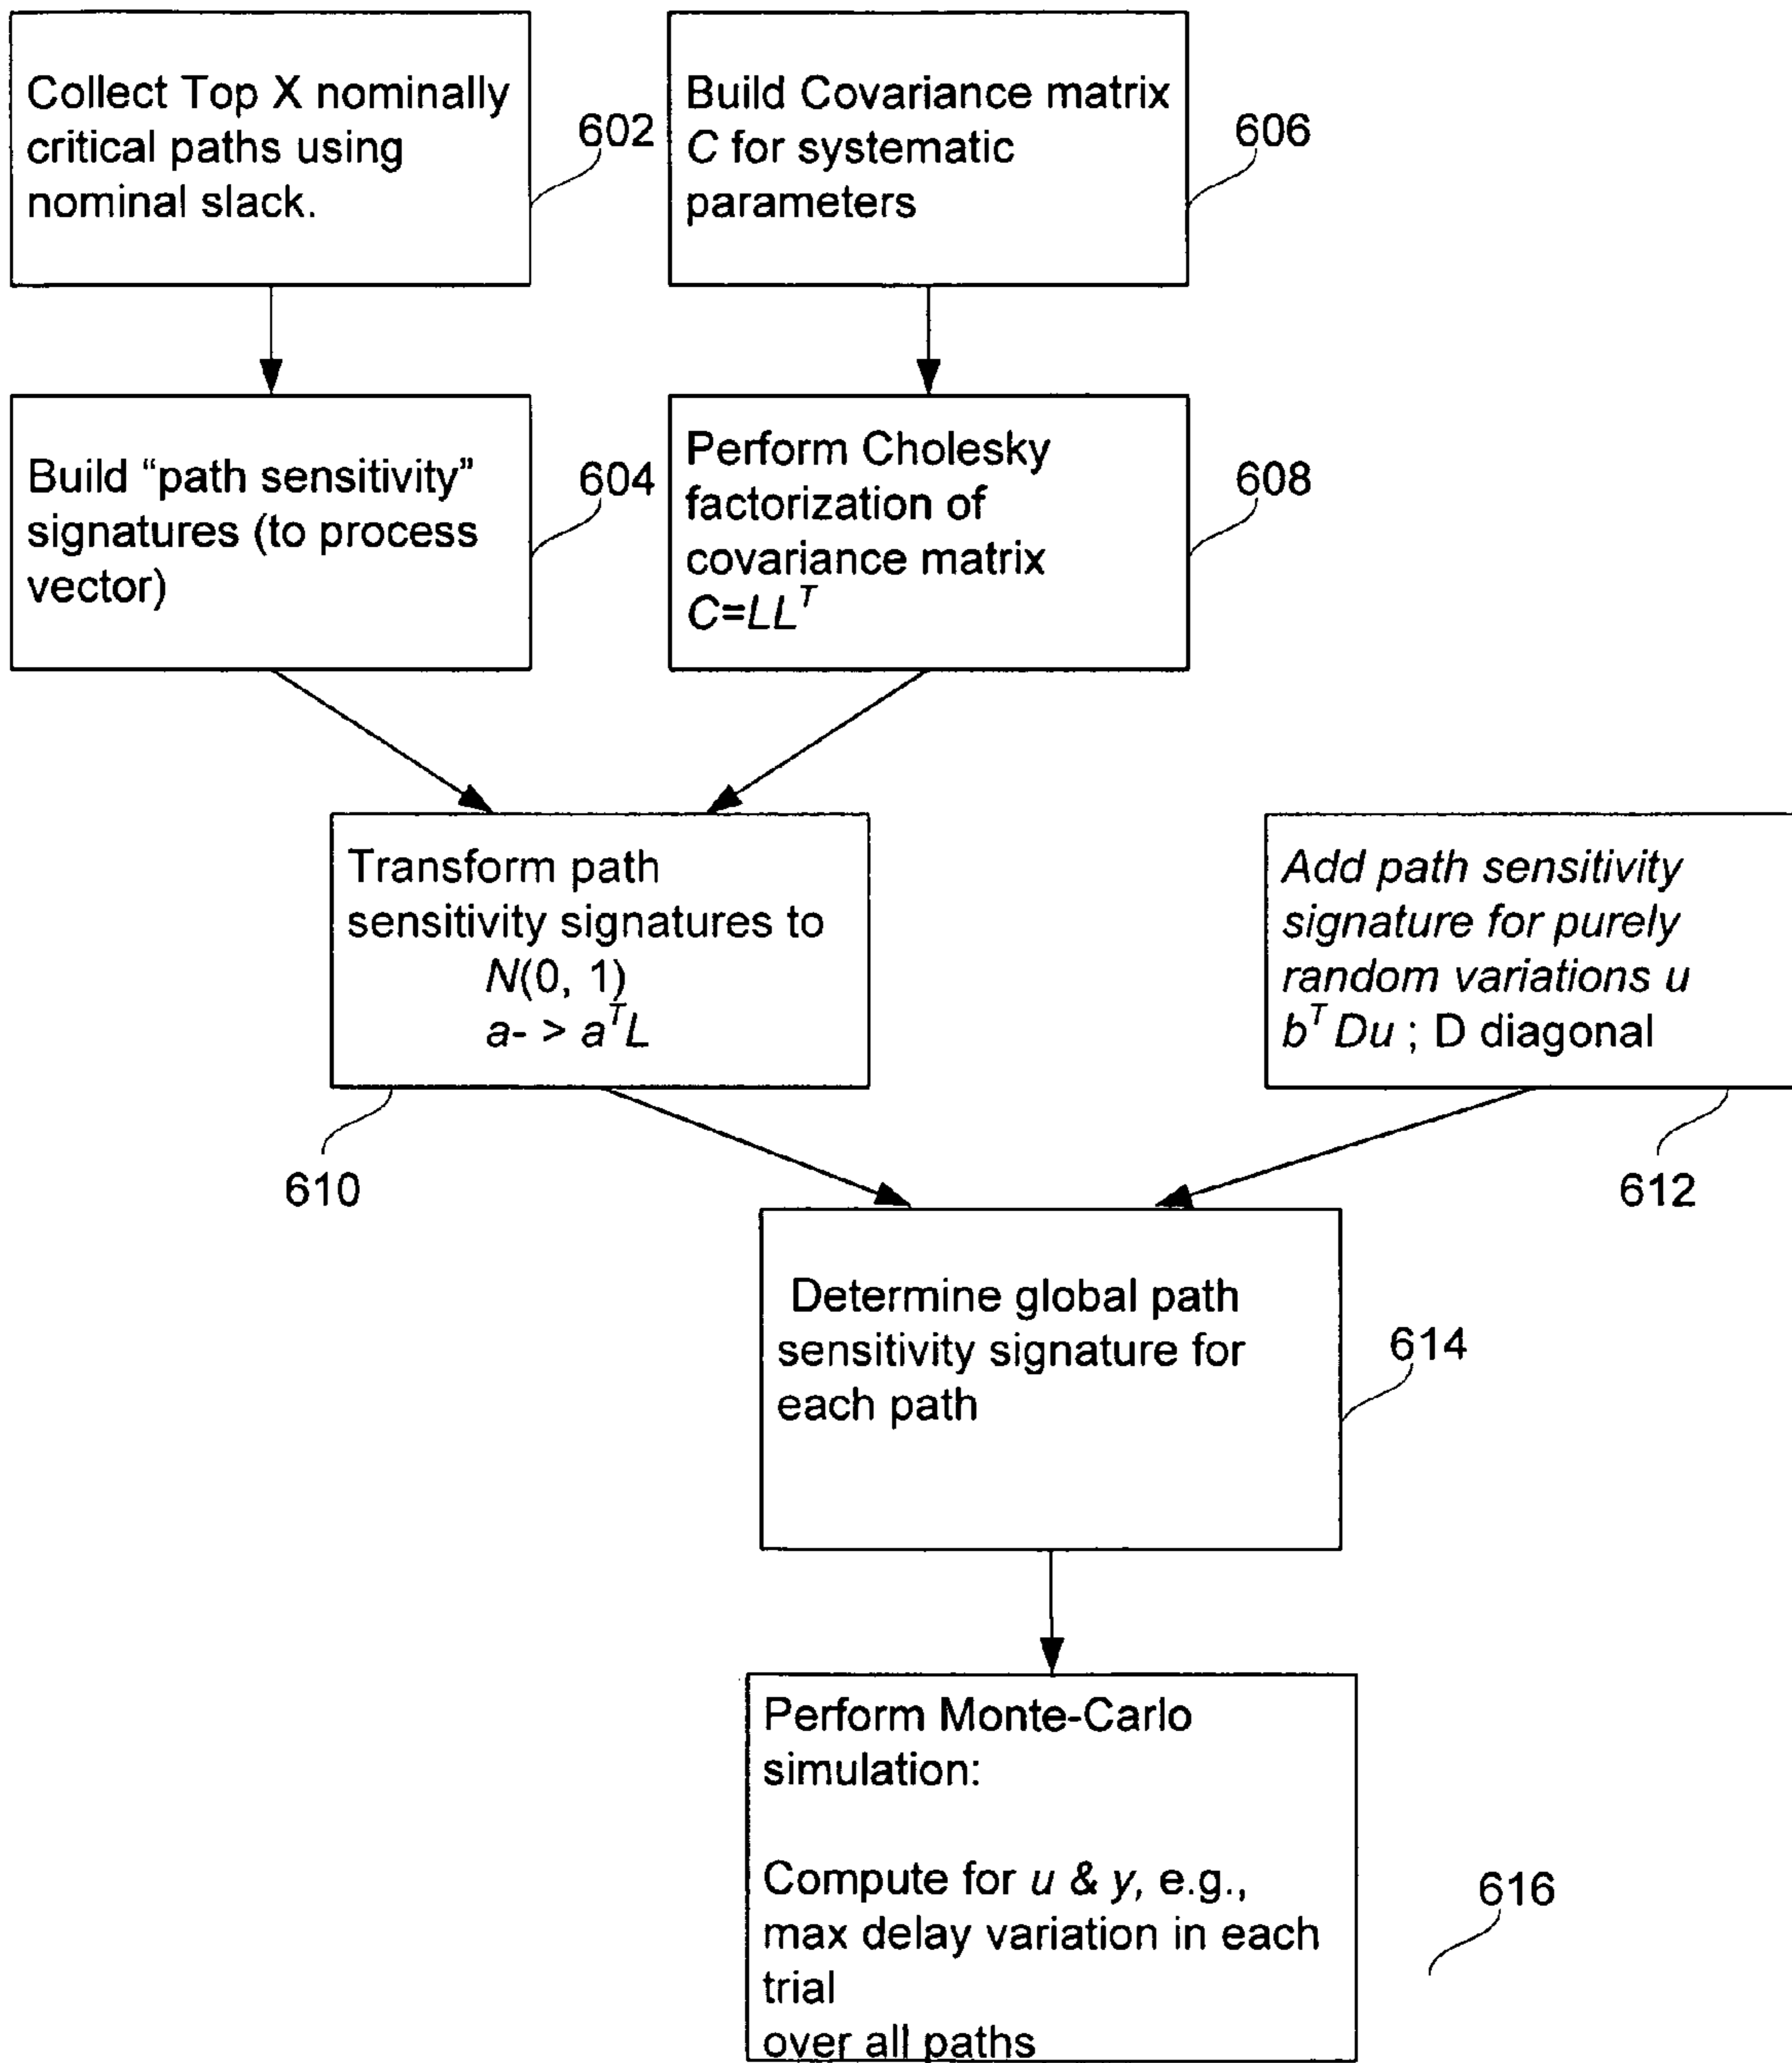 Collect Top X nominally
critical paths using
nominal slack.
602
Build Covariance matrix
C for systematic
parameters
606
Build “path sensitivity”
signatures (to process
vector)
604
Perform Cholesky
factorization of
covariance matrix
C=LL^T
608
Transform path
sensitivity signatures to
N(0, 1)
a- > a^T L
610
Add path sensitivity
signature for purely
random variations u
b^T Du ; D diagonal
612
Determine global path
sensitivity signature for
each path
614
Perform Monte-Carlo
simulation:
Compute for u & y, e.g.,
max delay variation in each
trial
over all paths
616